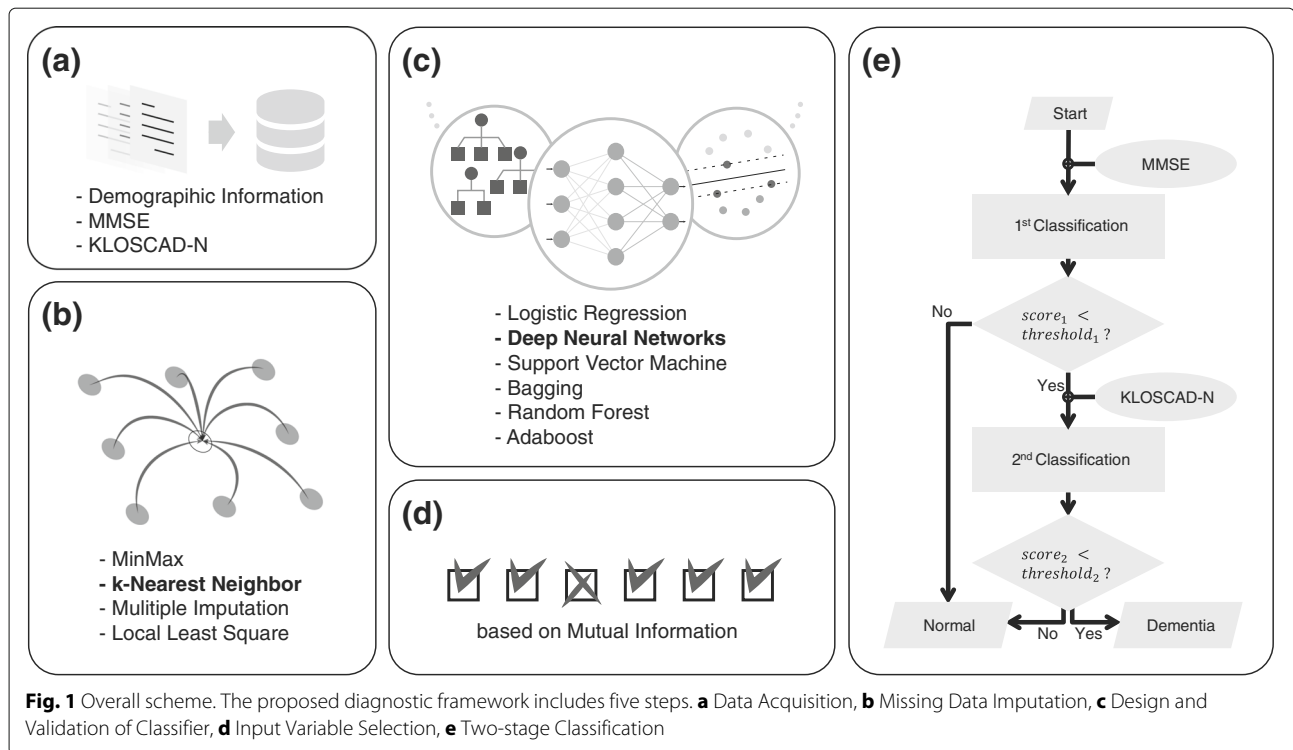 (a)
- Demographihic Information
- MMSE
- KLOSCAD-N
(b)
- MinMax
- k-Nearest Neighbor
- Mulitiple Imputation
- Local Least Square
(c)
- Logistic Regression
- Deep Neural Networks
- Support Vector Machine
- Bagging
- Random Forest
- Adaboost
(d)
based on Mutual Information
(e)
Start
MMSE
1st Classification
score1 <
threshold1 ?
No
Yes
KLOSCAD-N
2nd Classification
score2 <
threshold2 ?
Normal
No
Yes
Dementia
Fig. 1 Overall scheme. The proposed diagnostic framework includes five steps. a Data Acquisition, b Missing Data Imputation, c Design and
Validation of Classifier, d Input Variable Selection, e Two-stage Classification